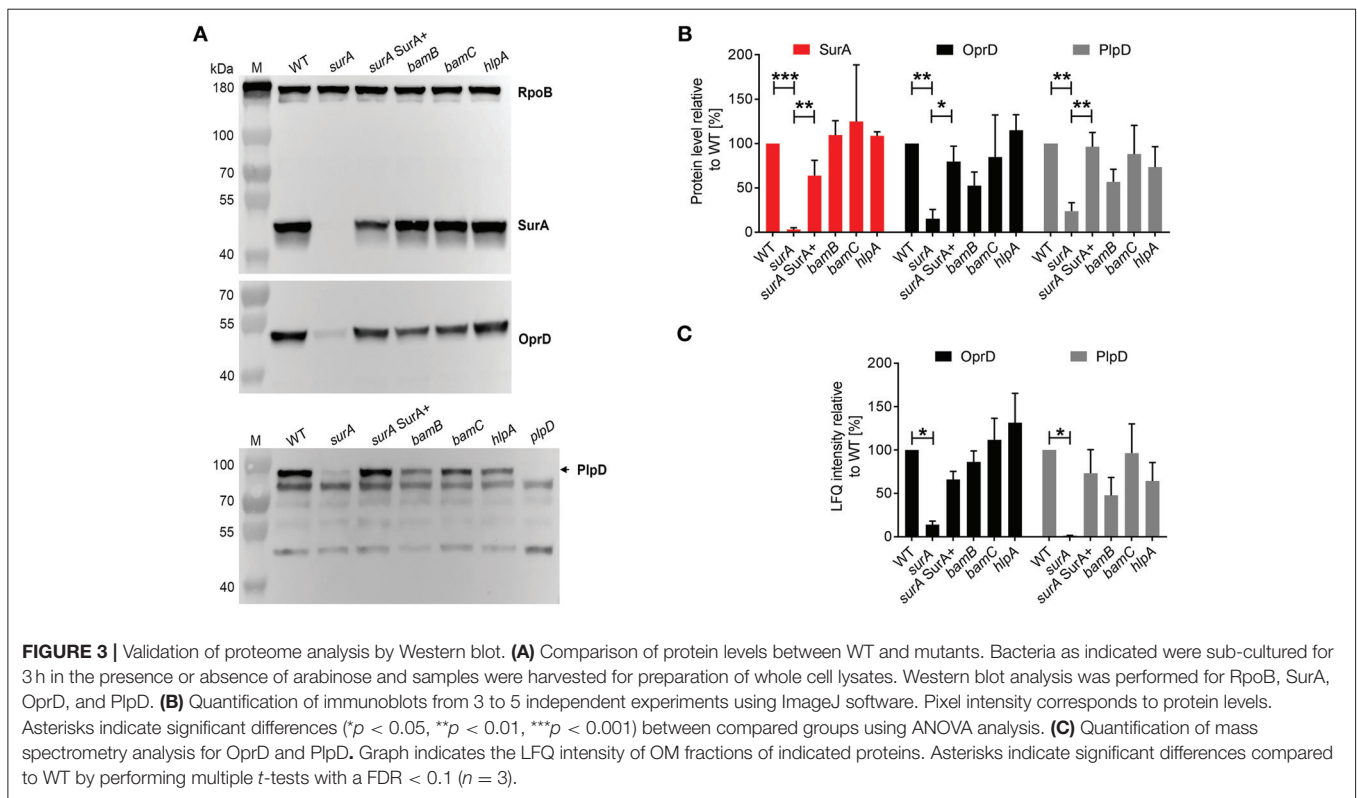 A
kDa M WT surA surA SurA+ bamB bamC hlpA
180 RpoB
100
70
55
SurA
40
70
55
OprD
40
M WT surA surA SurA+ bamB bamC hlpA plpD
100 PlpD
70
55
40
B
SurA OprD PlpD
Protein level relative
to WT [%]
200
150
100
50
0
*** ** ** * ** **
WT surA surA SurA+ bamB bamC hlpA WT surA surA SurA+ bamB bamC hlpA WT surA surA SurA+ bamB bamC hlpA
C
OprD PlpD
LFQ intensity relative
to WT [%]
200
150
100
50
0
* *
WT surA surA SurA+ bamB bamC hlpA WT surA surA SurA+ bamB bamC hlpA
FIGURE 3 | Validation of proteome analysis by Western blot. (A) Comparison of protein levels between WT and mutants. Bacteria as indicated were sub-cultured for
3 h in the presence or absence of arabinose and samples were harvested for preparation of whole cell lysates. Western blot analysis was performed for RpoB, SurA,
OprD, and PlpD. (B) Quantification of immunoblots from 3 to 5 independent experiments using ImageJ software. Pixel intensity corresponds to protein levels.
Asterisks indicate significant differences (*p < 0.05, **p < 0.01, ***p < 0.001) between compared groups using ANOVA analysis. (C) Quantification of mass
spectrometry analysis for OprD and PlpD. Graph indicates the LFQ intensity of OM fractions of indicated proteins. Asterisks indicate significant differences compared
to WT by performing multiple t-tests with a FDR < 0.1 (n = 3).